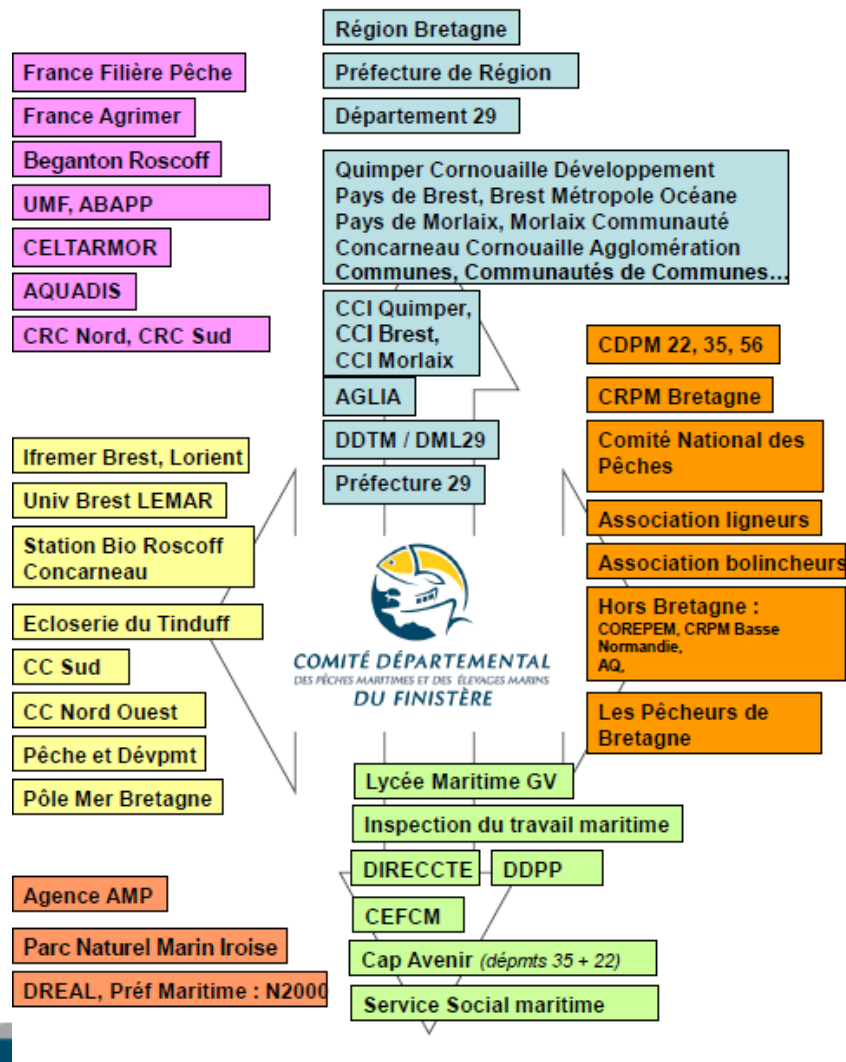 Région Bretagne
Préfecture de Région
Département 29
Quimper Cornouaille Développement
Pays de Brest, Brest Métropole Océane
Pays de Morlaix, Morlaix Communauté
Concarneau Cornouaille Agglomération
Communes, Communautés de Communes...
CCI Quimper,
CCI Brest,
CCI Morlaix
AGLIA
DDTM / DML29
Préfecture 29
France Filière Pêche
France Agrimer
Beganton Roscoff
UMF, ABAPP
CELTARMOR
AQUADIS
CRC Nord, CRC Sud
Ifremer Brest, Lorient
Univ Brest LEMAR
Station Bio Roscoff
Concarneau
Ecloserie du Tinduff
CC Sud
CC Nord Ouest
Pêche et Dévpmt
Pôle Mer Bretagne
Agence AMP
Parc Naturel Marin Iroise
DREAL, Préf Maritime : N2000
COMITÉ DÉPARTEMENTAL
DES PÊCHES MARITIMES ET DES ÉLEVAGES MARINS
DU FINISTÈRE
CDPM 22, 35, 56
CRPM Bretagne
Comité National des
Pêches
Association ligneurs
Association bolincheurs
Hors Bretagne :
COREPEM, CRPM Basse
Normandie,
AQ,
Les Pêcheurs de
Bretagne
Lycée Maritime GV
Inspection du travail maritime
DIRECCTE
DDPP
CEFCM
Cap Avenir (dépmts 35 + 22)
Service Social maritime